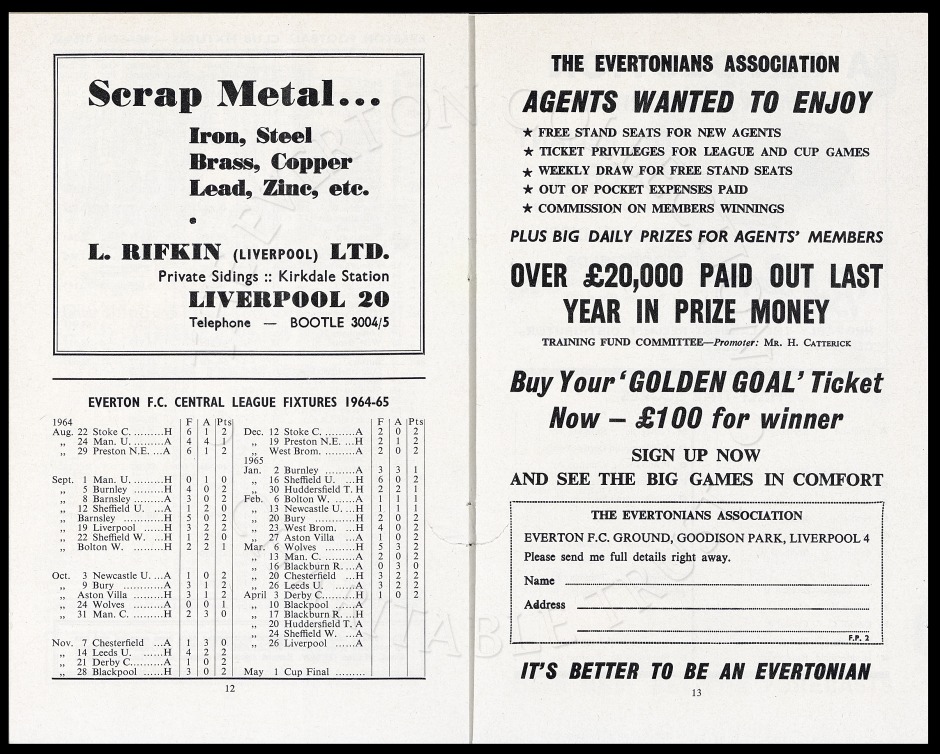 Scrap Metal...
Iron, Steel
Brass, Copper
Lead, Zinc, etc.
L. RIFKIN (LIVERPOOL) LTD.
Private Sidings :: Kirkdale Station
LIVERPOOL 20
Telephone — BOOTLE 3004/5
EVERTON F.C. CENTRAL LEAGUE FIXTURES 1964-65
1964 F A Pts
Aug. 22 Stoke C. ........H 6 1 2
„ 24 Man. U. ........A 4 4 1
„ 29 Preston N.E. ...A 6 1 2
Sept. 1 Man. U. .........H 0 1 0
„ 5 Burnley .........H 4 0 2
„ 8 Barnsley .........A 3 0 2
„ 12 Sheffield U. ...A 1 2 0
„ Barnsley .........H 5 0 2
„ 19 Liverpool ......H 3 2 2
„ 22 Sheffield W. ...H 1 2 0
„ Bolton W. ......H 2 2 1
Oct. 3 Newcastle U. ...A 1 0 2
„ 9 Bury ............A 3 1 2
Aston Villa ......H 3 1 2
„ 24 Wolves .........A 0 0 1
„ 31 Man. C. .........H 2 3 0
Nov. 7 Chesterfield ...A 1 3 0
„ 14 Leeds U. .........H 4 2 2
„ 21 Derby C..........A 1 0 2
„ 28 Blackpool ......H 3 0 2
F A Pts
Dec. 12 Stoke C. .........A 2 0 2
„ 19 Preston N.E. ...H 2 1 2
„ West Brom. ......A 2 0 2
1965
Jan. 2 Burnley .........A 3 3 1
„ 16 Sheffield U. ...H 6 0 2
„ 30 Huddersfield T. H 2 2 1
Feb. 6 Bolton W. ......A 1 1 1
„ 13 Newcastle U. ...H 1 1 1
„ 20 Bury ............H 2 0 2
„ 23 West Brom. ...H 4 0 2
„ 27 Aston Villa ...A 1 0 2
Mar. 6 Wolves .........H 5 3 2
„ 13 Man. C. .........A 2 0 2
16 Blackburn R. ...A 0 3 0
„ 20 Chesterfield ...H 3 2 2
„ 26 Leeds U. .........A 3 2 2
April 3 Derby C. .........H 1 0 2
„ 10 Blackpool ......A
„ 17 Blackburn R. ...H
„ 20 Huddersfield T. A
„ 24 Sheffield W. ...A
„ 26 Liverpool ......A
May 1 Cup Final .........
12
THE EVERTONIANS ASSOCIATION
AGENTS WANTED TO ENJOY
★ FREE STAND SEATS FOR NEW AGENTS
★ TICKET PRIVILEGES FOR LEAGUE AND CUP GAMES
★ WEEKLY DRAW FOR FREE STAND SEATS
★ OUT OF POCKET EXPENSES PAID
★ COMMISSION ON MEMBERS WINNINGS
PLUS BIG DAILY PRIZES FOR AGENTS' MEMBERS
OVER £20,000 PAID OUT LAST
YEAR IN PRIZE MONEY
TRAINING FUND COMMITTEE—Promoter: MR. H. CATTERICK
Buy Your 'GOLDEN GOAL' Ticket
Now – £100 for winner
SIGN UP NOW
AND SEE THE BIG GAMES IN COMFORT
THE EVERTONIANS ASSOCIATION
EVERTON F.C. GROUND, GOODISON PARK, LIVERPOOL 4
Please send me full details right away.
Name
Address
F.P. 2
IT'S BETTER TO BE AN EVERTONIAN
13